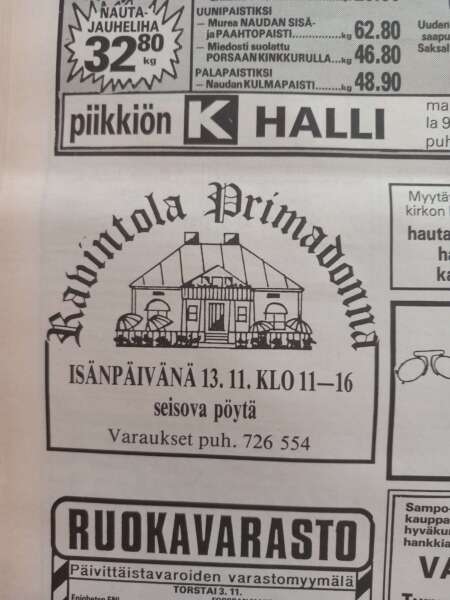 NAUTA-
JAUHELIHA
32 80
kg
UUNIPAISTIKSI
– Murea NAUDAN SISÄ-
ja PAAHTOPAISTI kg 62.80
– Miedosti suolattu
PORSAAN KINKKURULLA kg 46.80
PALAPAISTIKSI
– Naudan KULMAPAISTI kg 48.90
Uuden
saapu
Saksal
piikkiön K HALLI
ma
la 9
puh
Ravintola Primadonna
ISÄNPÄIVÄNÄ 13.11. KLO 11—16
seisova pöytä
Varaukset puh. 726 554
Myytä
kirkon
hauta
ha
ka
RUOKAVARASTO
Päivittäistavaroiden varastomyymälä
TORSTAI 3.11.
Sampo-
kauppa
hyväku
hankkia
VA